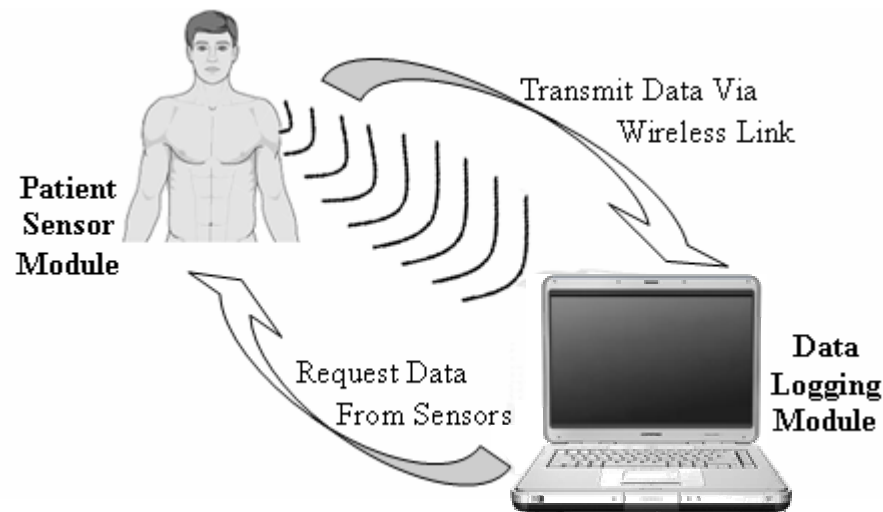 Transmit Data Via
Wireless Link
Patient
Sensor
Module
Request Data
From Sensors
Data
Logging
Module